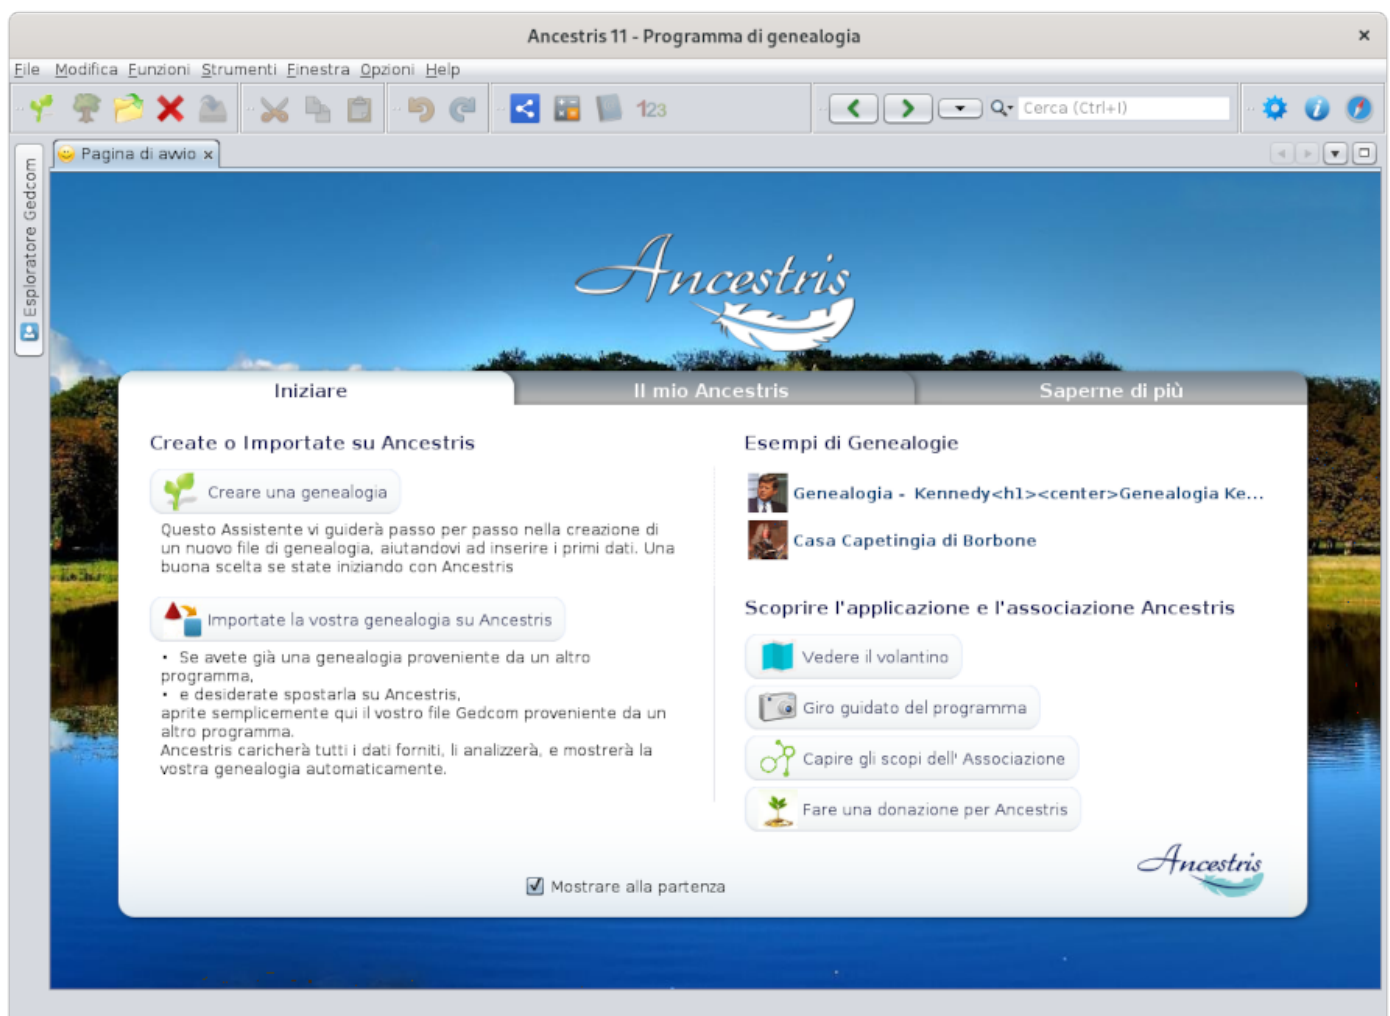 Ancestris 11 - Programma di genealogia
File Modifica Funzioni Strumenti Finestra Opzioni Help
123
Cerca (Ctrl+I)
Pagina di avvio
Esploratore Gedcom
Ancestris
Iniziare
Il mio Ancestris
Saperne di più
Create o Importate su Ancestris
Creare una genealogia
Questo Assistente vi guiderà passo per passo nella creazione di
un nuovo file di genealogia, aiutandovi ad inserire i primi dati. Una
buona scelta se state iniziando con Ancestris
Importate la vostra genealogia su Ancestris
• Se avete già una genealogia proveniente da un altro
programma,
• e desiderate spostarla su Ancestris,
aprite semplicemente qui il vostro file Gedcom proveniente da un
altro programma.
Ancestris caricherà tutti i dati forniti, li analizzerà, e mostrerà la
vostra genealogia automaticamente.
Esempi di Genealogie
Genealogia - Kennedy<h1><center>Genealogia Ke...
Casa Capetingia di Borbone
Scoprire l'applicazione e l'associazione Ancestris
Vedere il volantino
Giro guidato del programma
Capire gli scopi dell' Associazione
Fare una donazione per Ancestris
Ancestris
Mostrare alla partenza